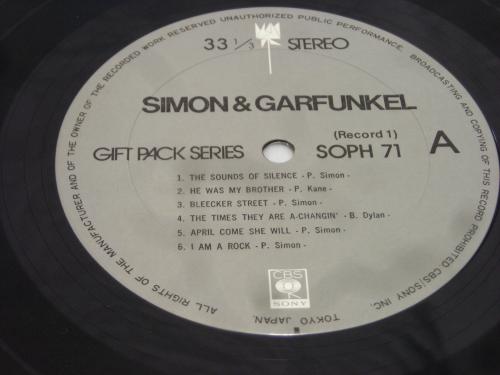 33 1/3 STEREO
SIMON & GARFUNKEL
(Record 1)
GIFT PACK SERIES SOPH 71 A
1. THE SOUNDS OF SILENCE - P. Simon -
2. HE WAS MY BROTHER - P. Kane -
3. BLEECKER STREET - P. Simon -
4. THE TIMES THEY ARE A-CHANGIN' - B. Dylan -
5. APRIL COME SHE WILL - P. Simon -
6. I AM A ROCK - P. Simon -
CBS
SONY
ALL RIGHTS OF THE MANUFACTURER AND OF THE OWNER OF THE RECORDED WORK RESERVED UNAUTHORIZED PUBLIC PERFORMANCE, BROADCASTING AND COPYING OF THIS RECORD PROHIBITED CBS/SONY INC. TOKYO JAPAN.